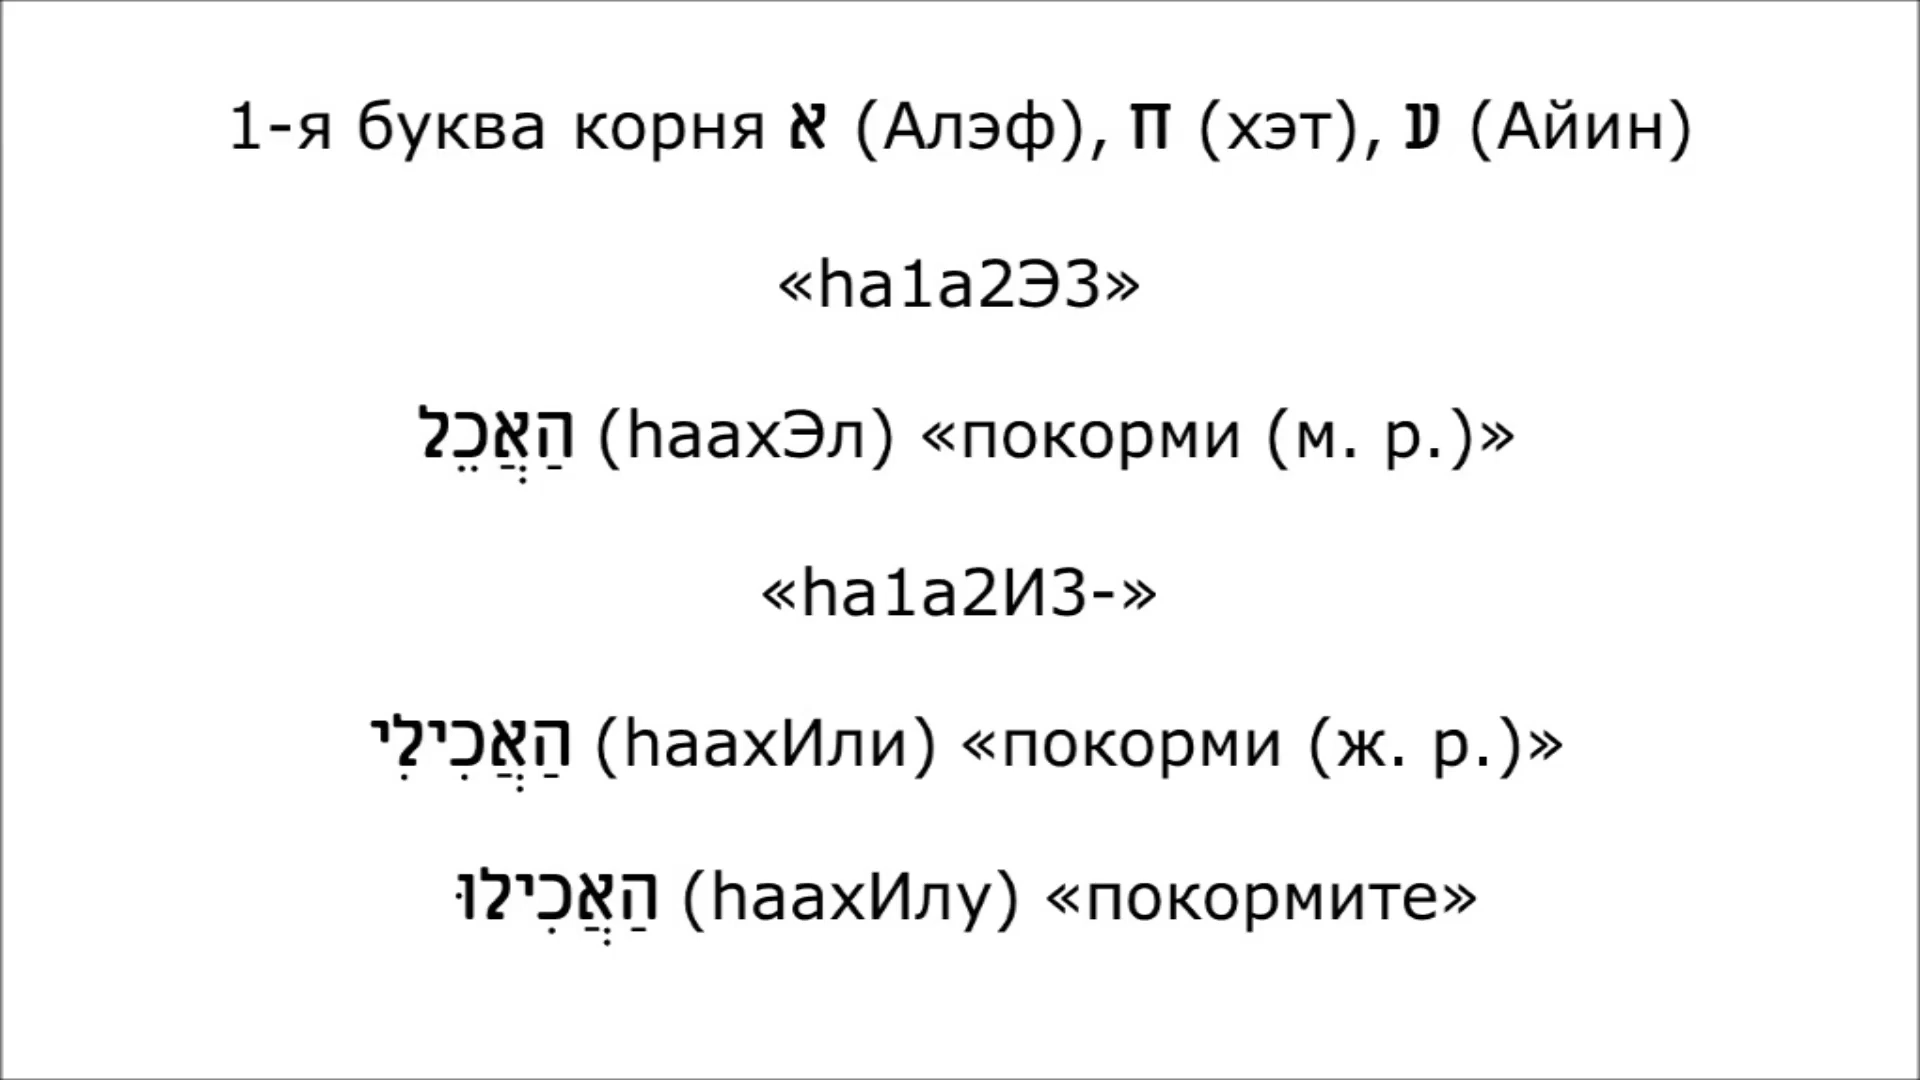 1-я буква корня א (Алэф), ח (хэт), ע (Айин)
«ha1a2Э3»
הַאֲכֵל (haaxЭл) «покорми (м. р.)»
«ha1a2И3-»
הַאֲכִילִי (haaxИли) «покорми (ж. р.)»
הַאֲכִילוּ (haaxИлу) «покормите»